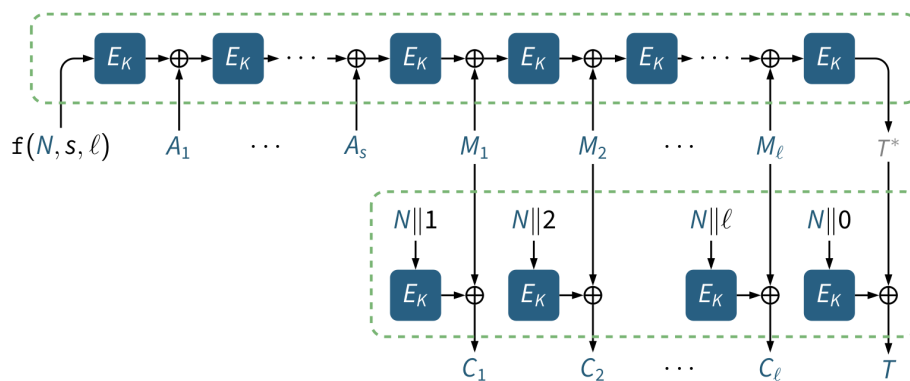 E_K E_K · · · E_K E_K E_K · · · E_K
f(N, s, ℓ) A_1 · · · A_s M_1 M_2 · · · M_ℓ T*
N‖1 N‖2 N‖ℓ N‖0
E_K E_K E_K E_K
C_1 C_2 · · · C_ℓ T